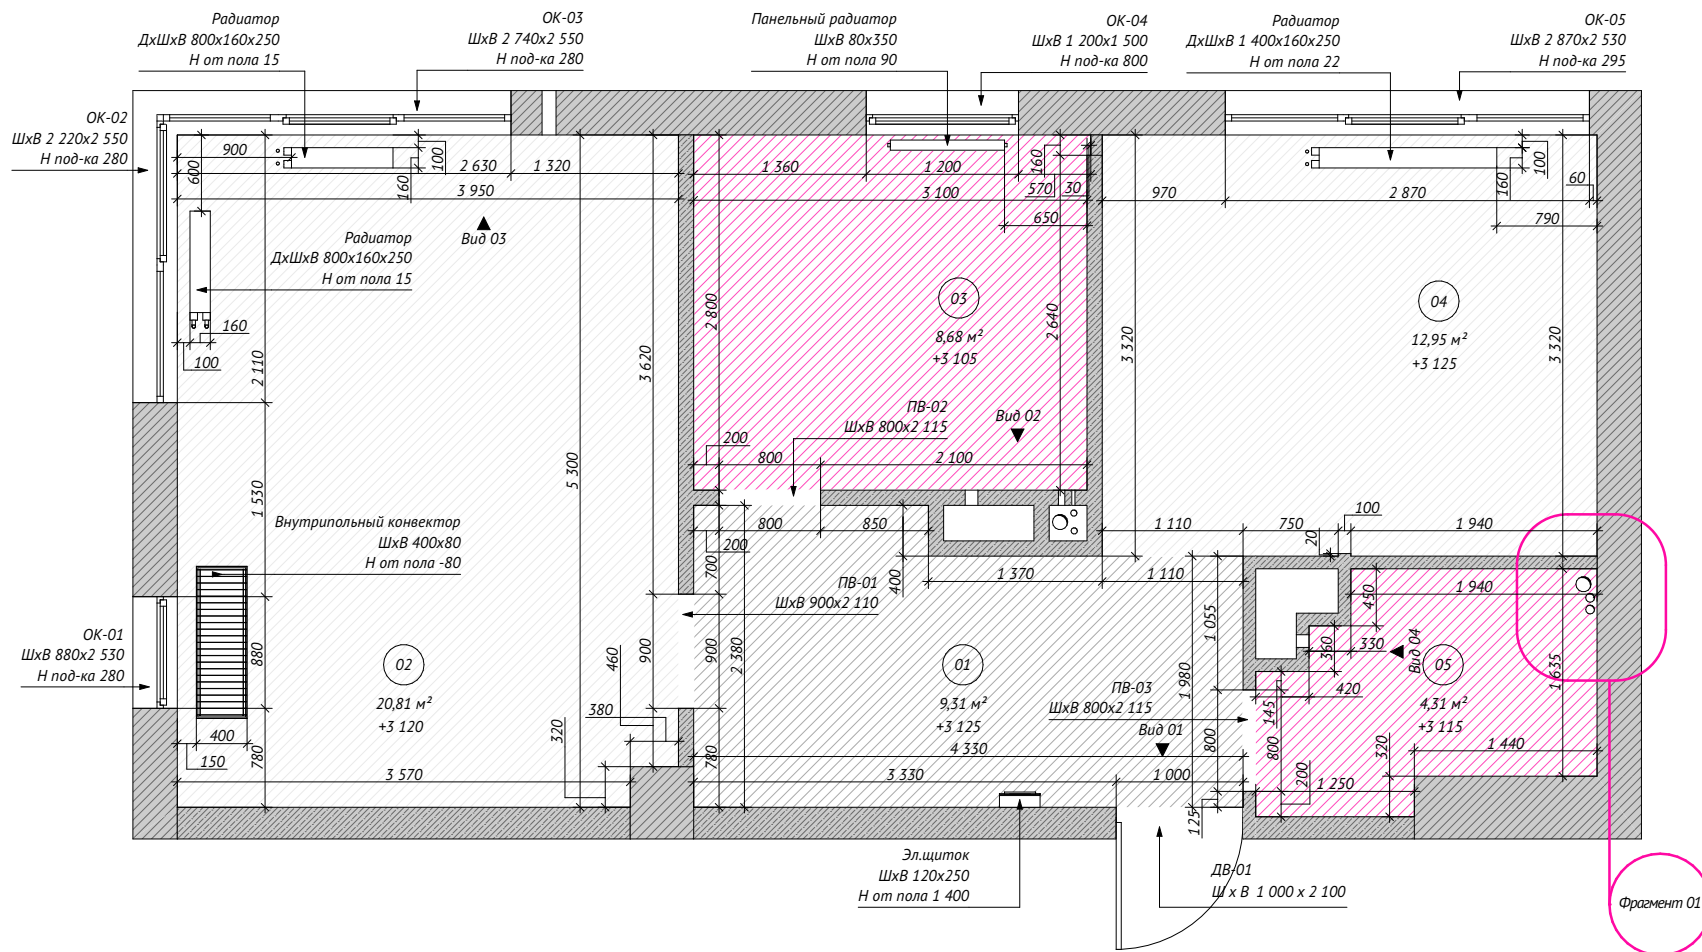 Радиатор
ДхШхВ 800х160х250
Н от пола 15
ОК-03
ШхВ 2 740х2 550
Н под-ка 280
Панельный радиатор
ШхВ 80х350
Н от пола 90
ОК-04
ШхВ 1 200х1 500
Н под-ка 800
Радиатор
ДхШхВ 1 400х160х250
Н от пола 22
ОК-05
ШхВ 2 870х2 530
Н под-ка 295
ОК-02
ШхВ 2 220х2 550
Н под-ка 280
900
600
2 630
1 320
100
160
3 950
1 360
1 200
160
570
30
3 100
650
970
2 870
160
100
60
790
Вид 03
Радиатор
ДхШхВ 800х160х250
Н от пола 15
160
100
2 110
3 620
2 800
03
8,68 м²
+3 105
2 640
3 320
04
12,95 м²
+3 125
3 320
ПВ-02
ШхВ 800х2 115
Вид 02
200
800
2 100
5 300
1 530
Внутрипольный конвектор
ШхВ 400х80
Н от пола -80
800
850
200
700
400
1 110
750
100
20
1 940
1 370
1 110
ПВ-01
ШхВ 900х2 110
1 055
450
1 940
ОК-01
ШхВ 880х2 530
Н под-ка 280
880
02
20,81 м²
+3 120
460
900
900
2 380
380
320
01
9,31 м²
+3 125
1 980
360
330
Вид 04
05
4,31 м²
+3 115
1 635
ПВ-03
ШхВ 800х2 115
Вид 01
420
145
400
150
780
3 570
780
4 330
3 330
1 000
800
800
200
125
1 250
320
1 440
Эл.щиток
ШхВ 120х250
Н от пола 1 400
ДВ-01
Ш х В 1 000 х 2 100
Фрагмент 01